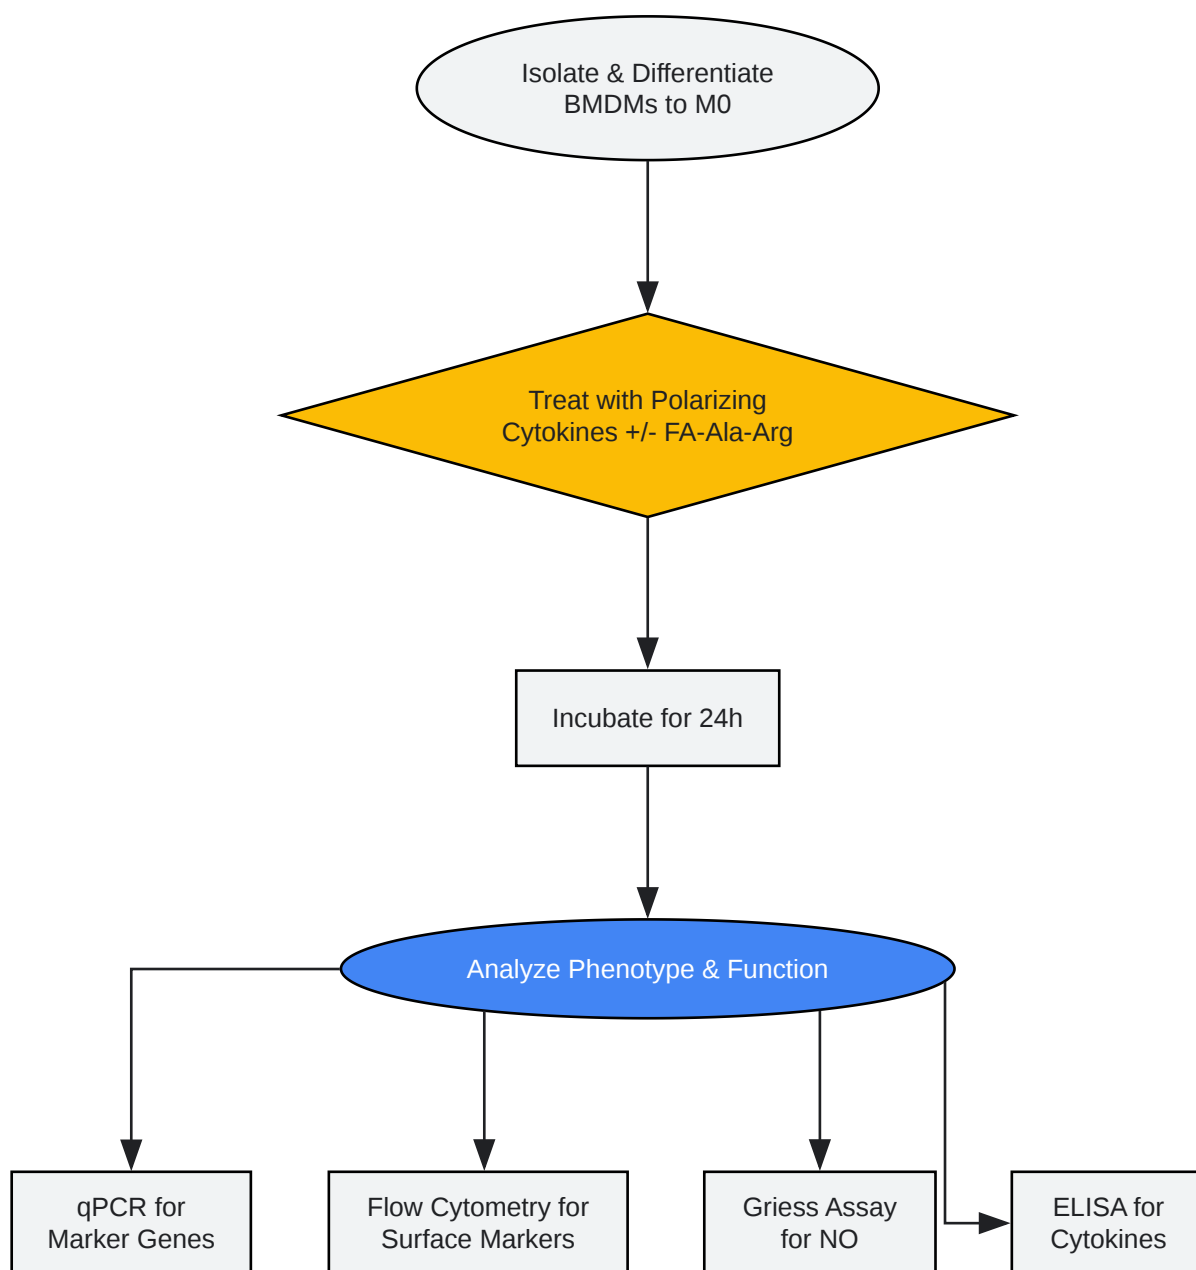 Isolate & Differentiate
BMDMs to M0
Treat with Polarizing
Cytokines +/- FA-Ala-Arg
Incubate for 24h
Analyze Phenotype & Function
qPCR for
Marker Genes
Flow Cytometry for
Surface Markers
Griess Assay
for NO
ELISA for
Cytokines